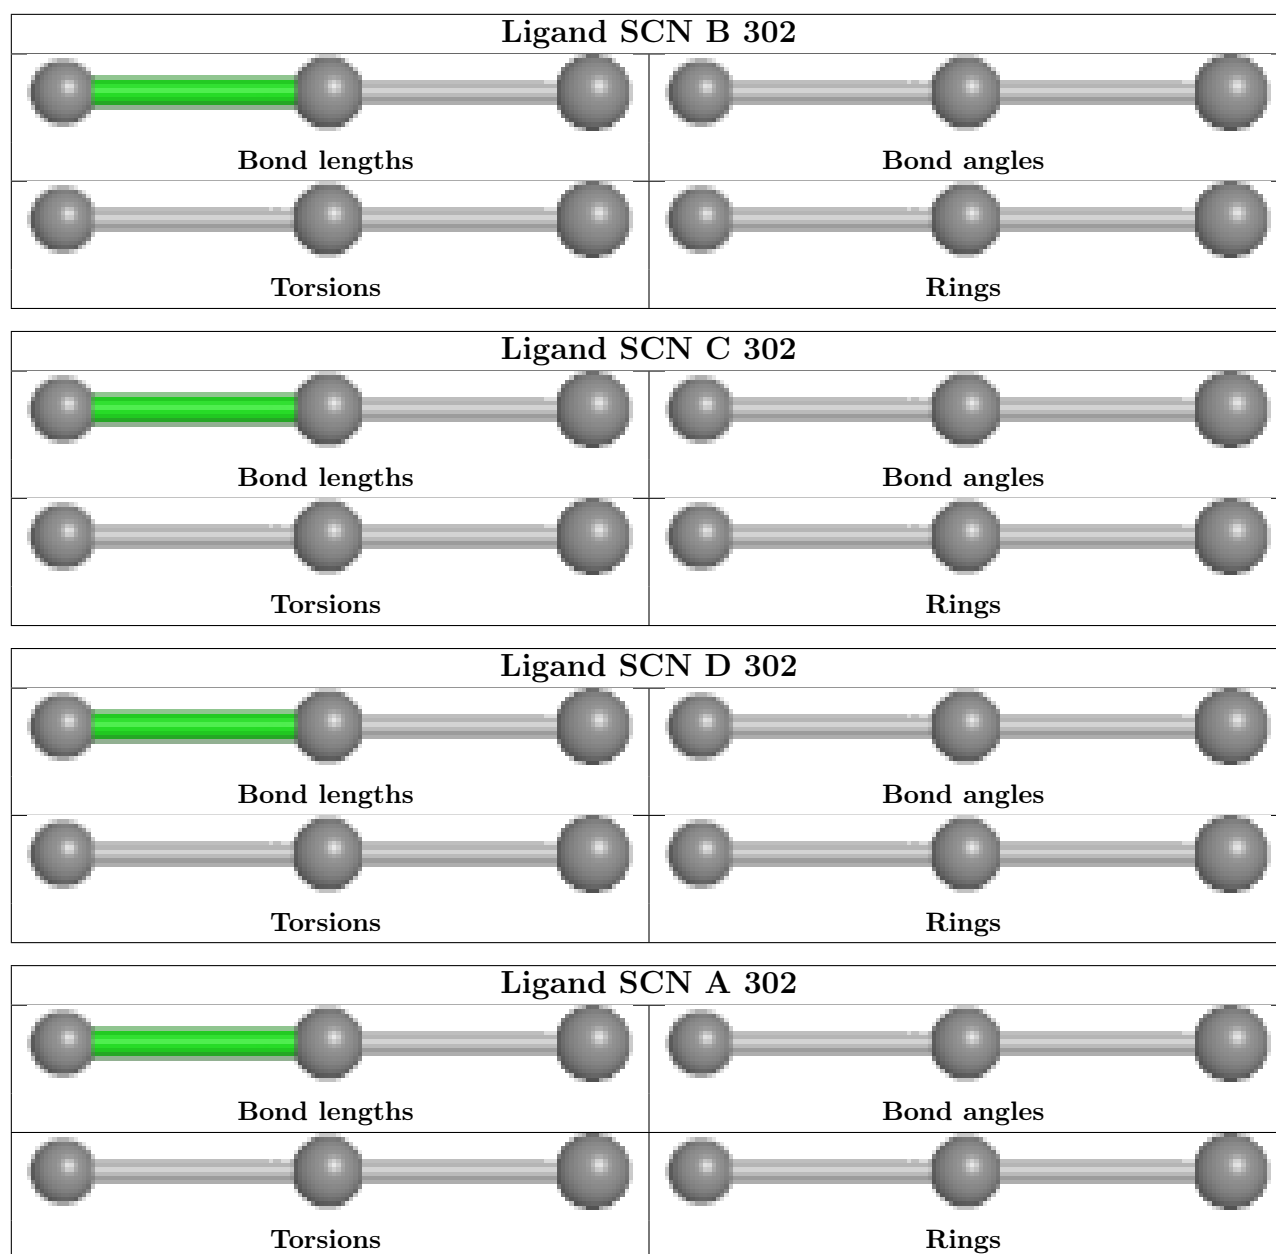 Ligand SCN B 302
Bond lengths
Bond angles
Torsions
Rings
Ligand SCN C 302
Bond lengths
Bond angles
Torsions
Rings
Ligand SCN D 302
Bond lengths
Bond angles
Torsions
Rings
Ligand SCN A 302
Bond lengths
Bond angles
Torsions
Rings